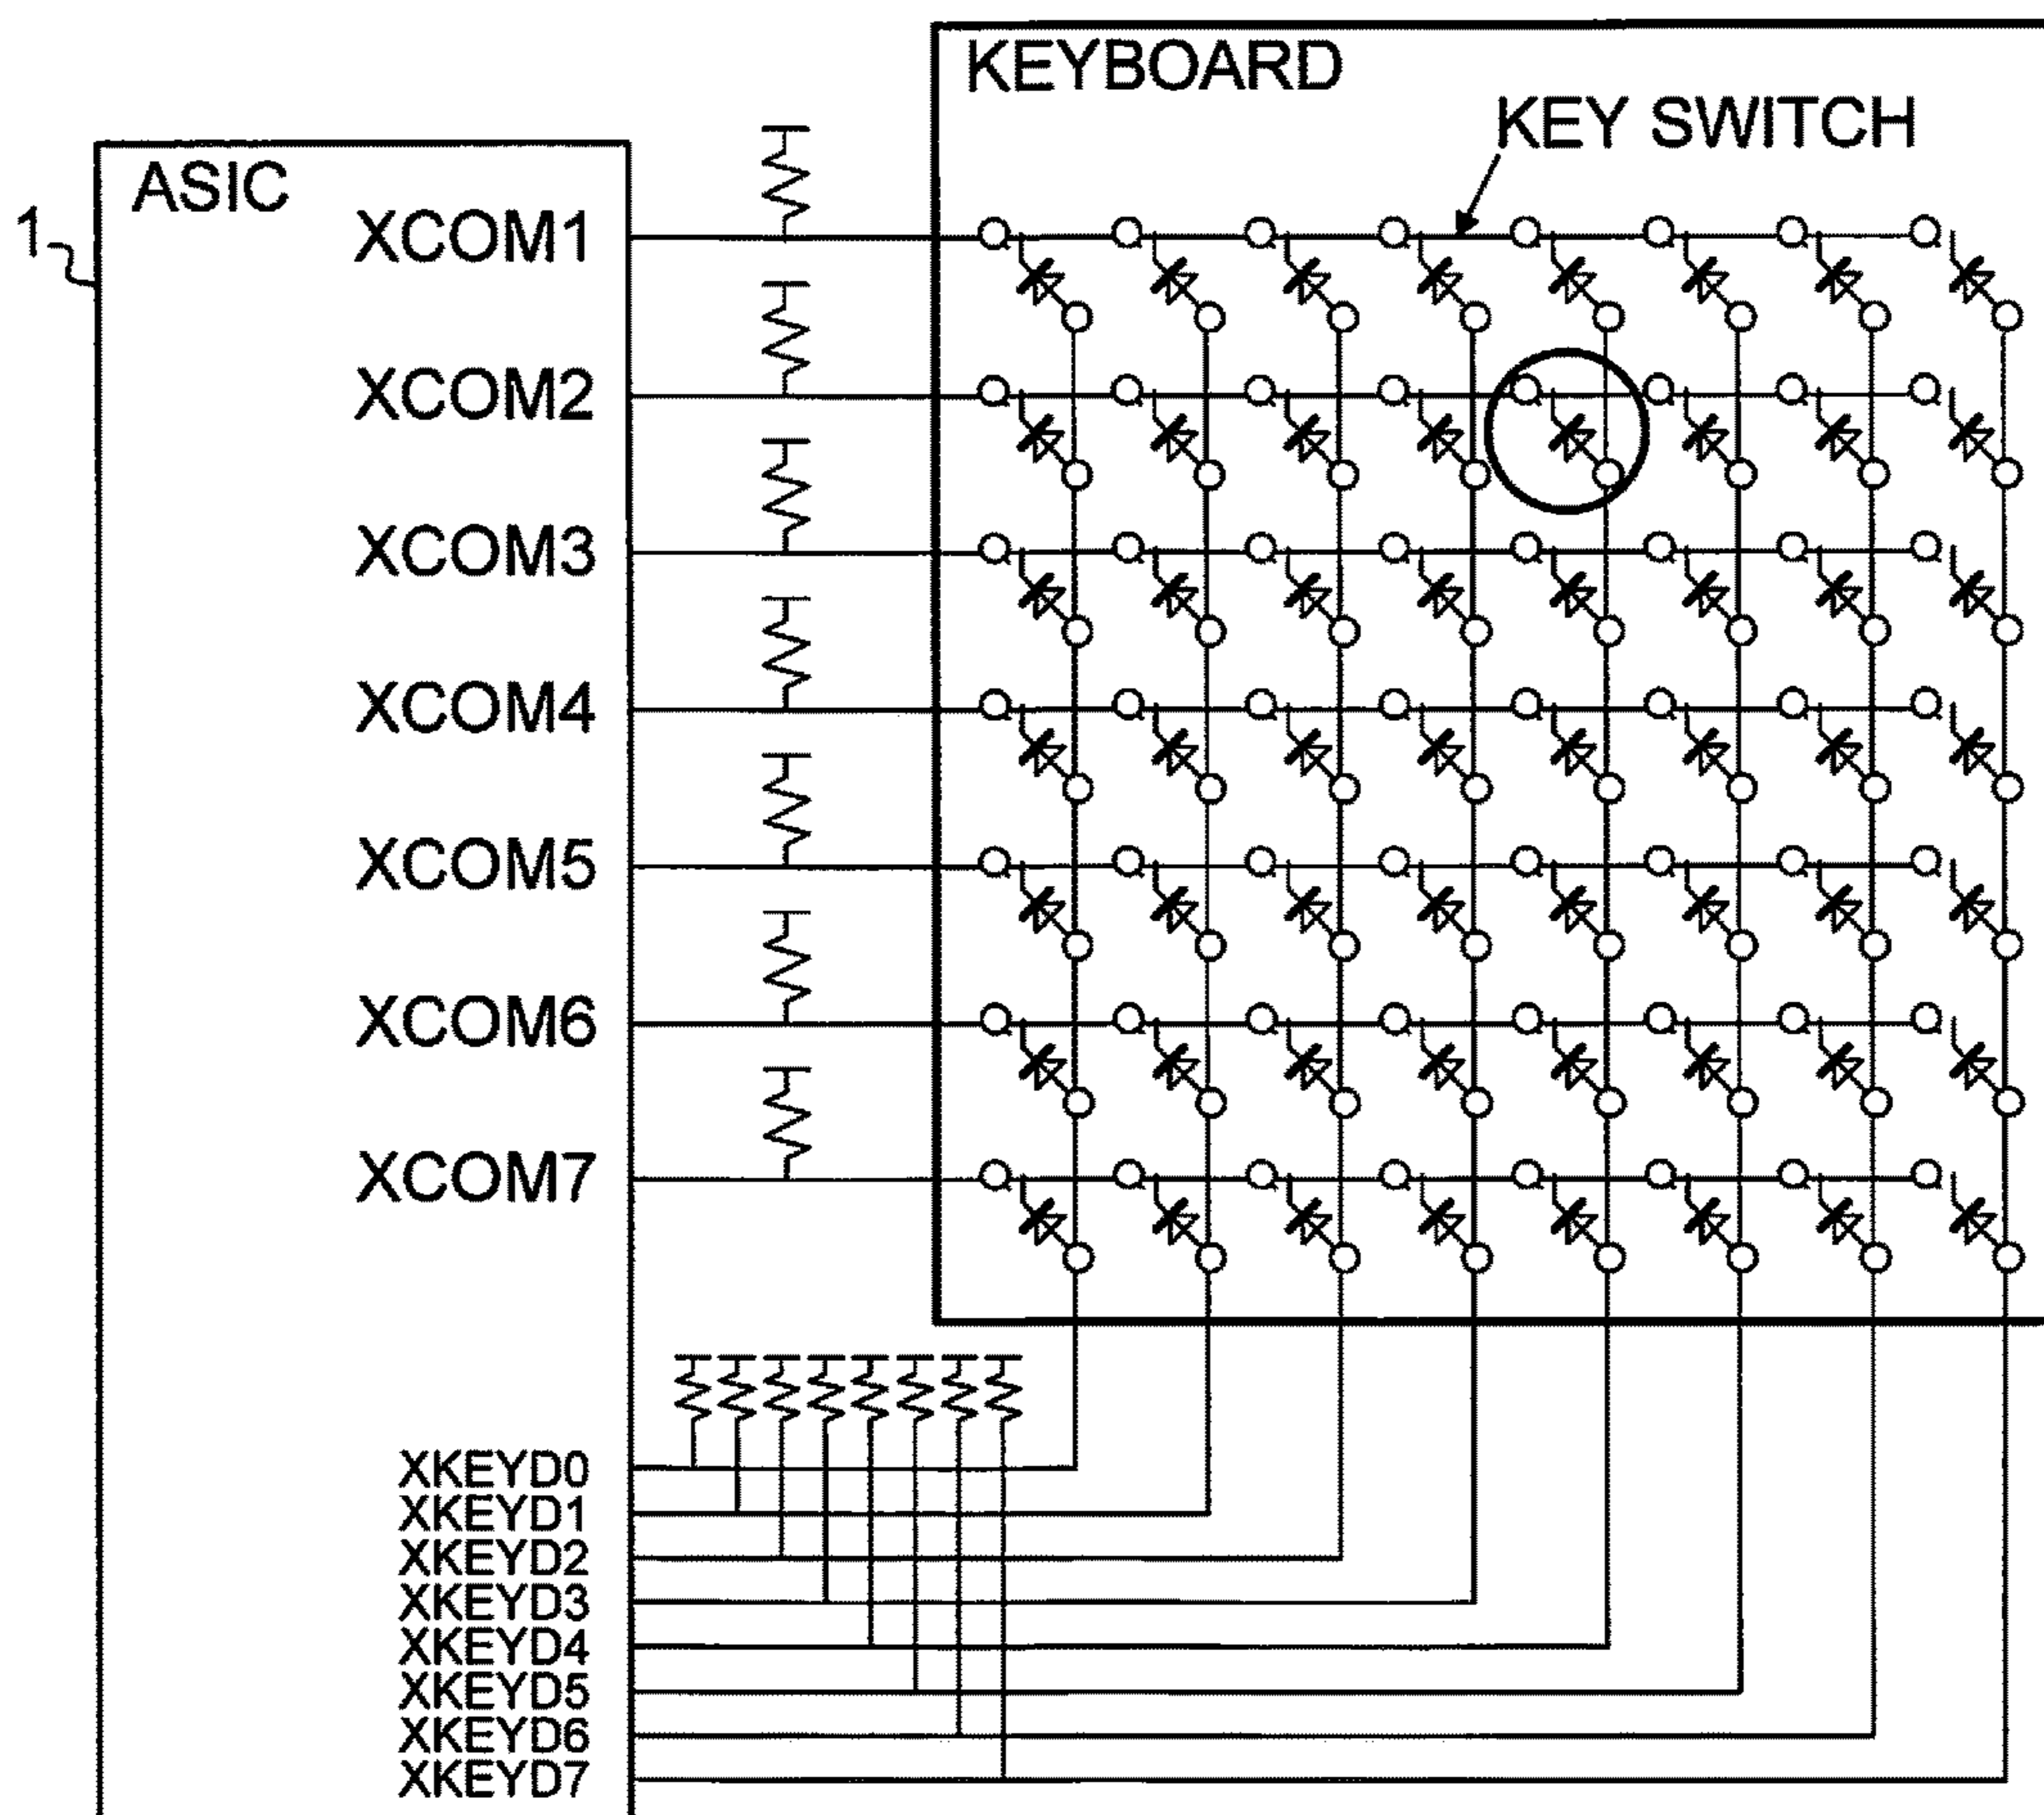 KEYBOARD
KEY SWITCH
ASIC
1
XCOM1
XCOM2
XCOM3
XCOM4
XCOM5
XCOM6
XCOM7
XKEYD0
XKEYD1
XKEYD2
XKEYD3
XKEYD4
XKEYD5
XKEYD6
XKEYD7